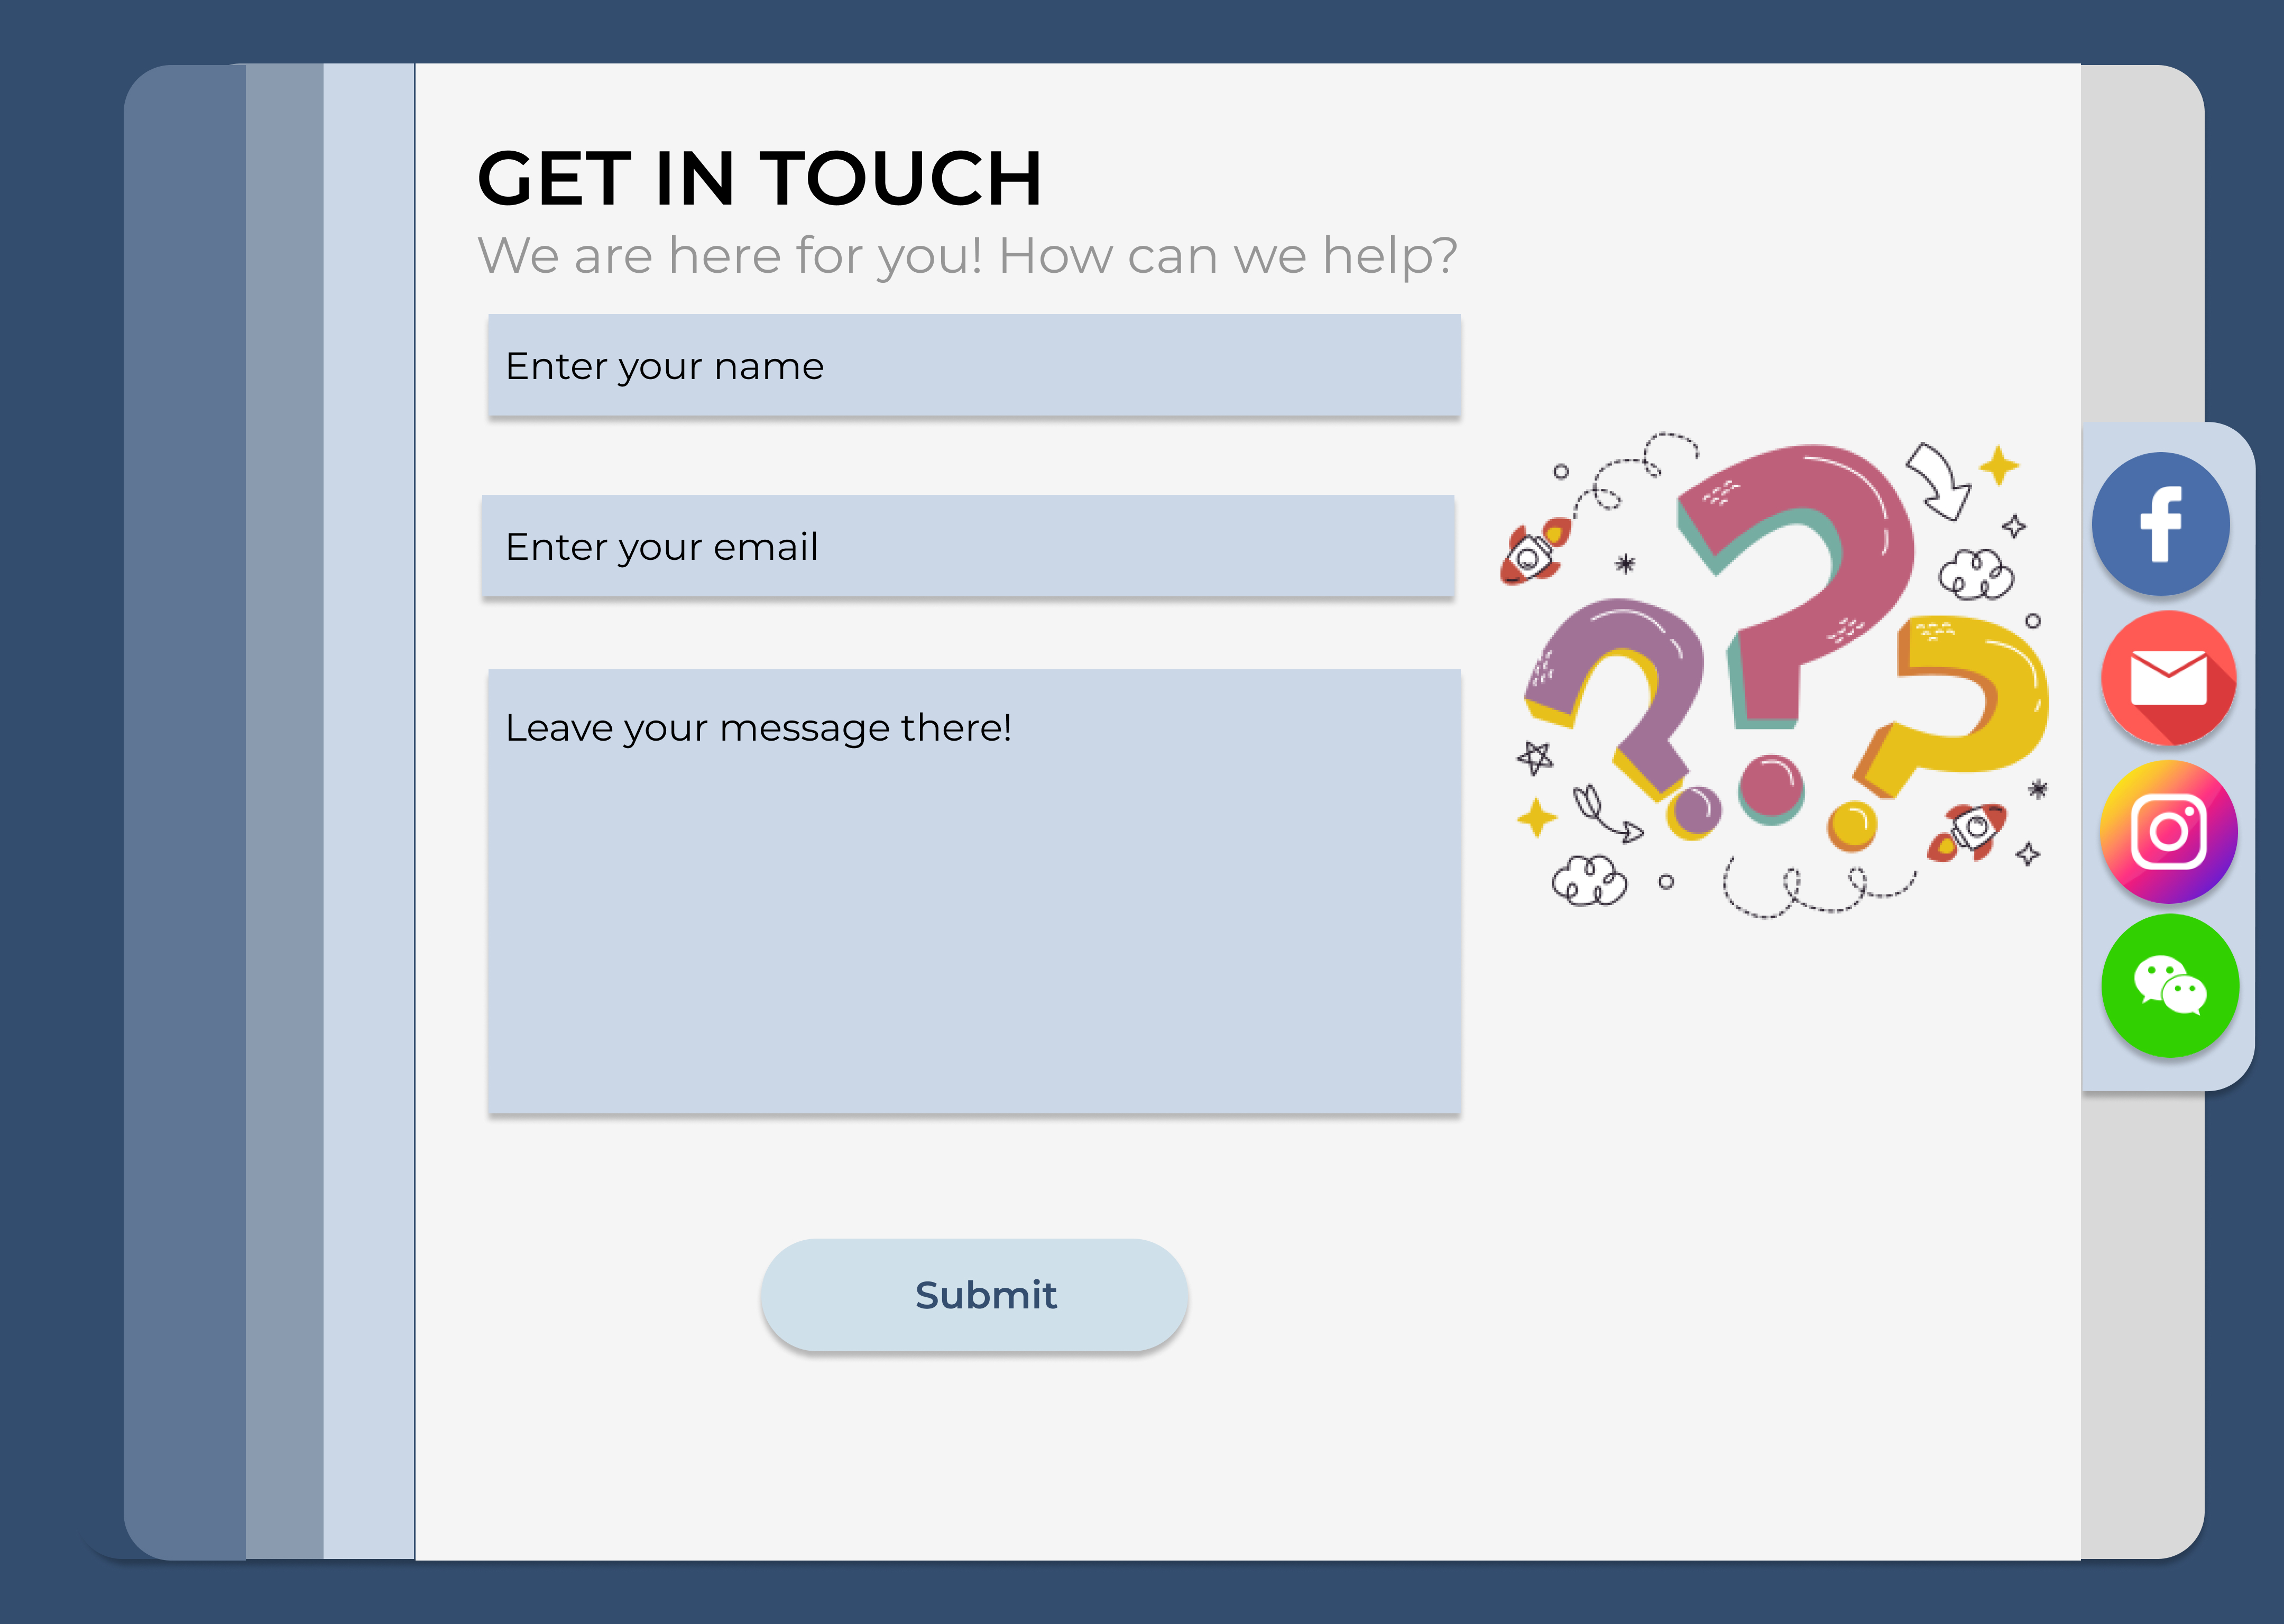 GET IN TOUCH
We are here for you! How can we help?
Enter your name
Enter your email
Leave your message there!
Submit